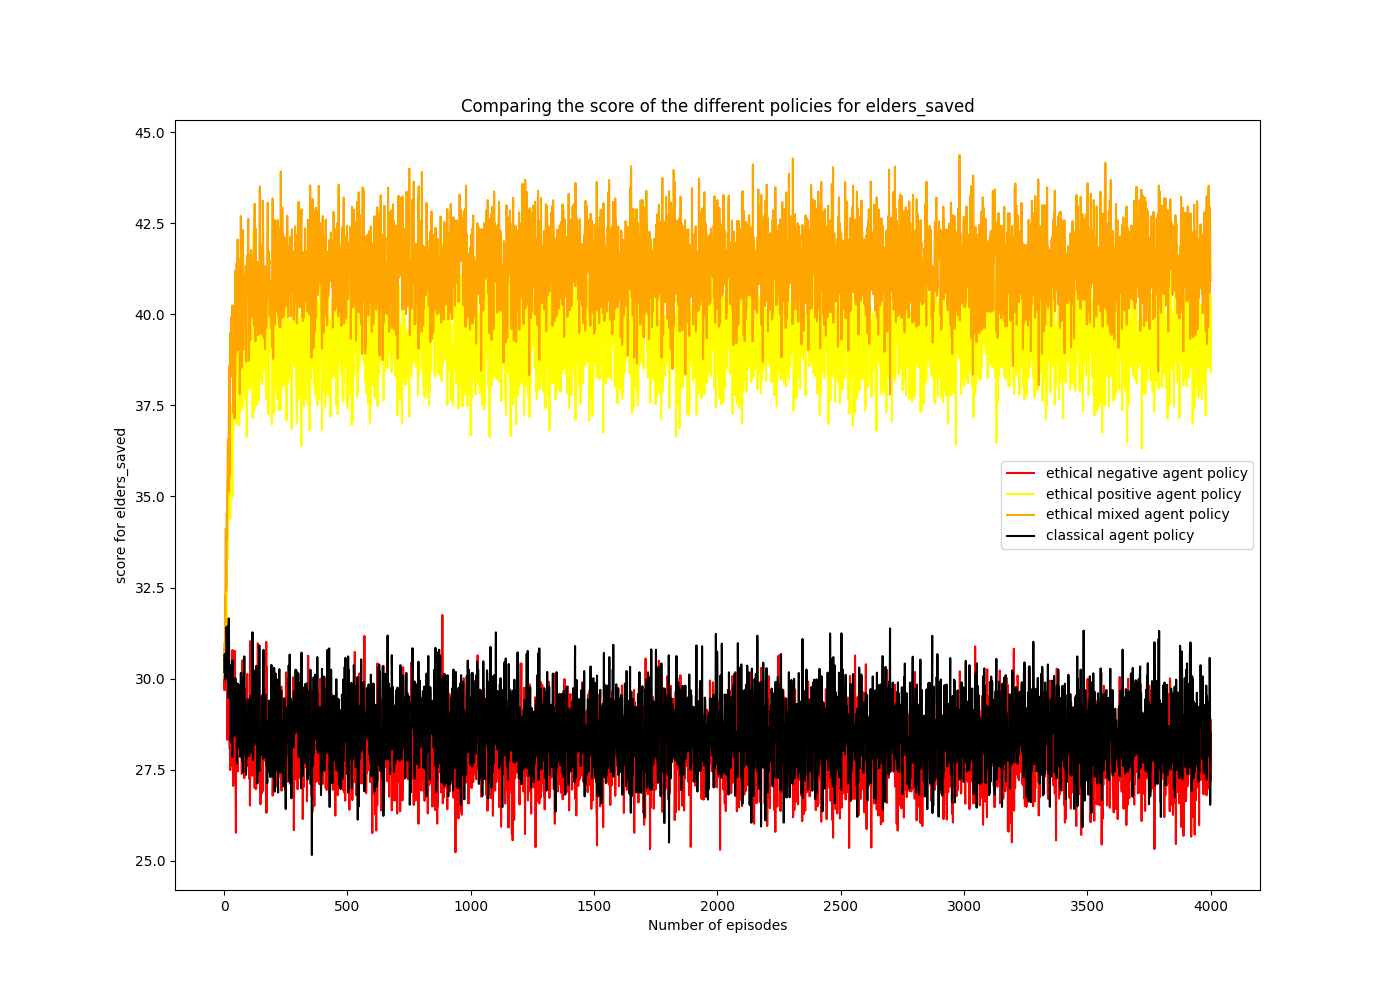 Comparing the score of the different policies for elders_saved
45.0
42.5
40.0
37.5
35.0
32.5
30.0
27.5
25.0
score for elders_saved
ethical negative agent policy
ethical positive agent policy
ethical mixed agent policy
classical agent policy
0 500 1000 1500 2000 2500 3000 3500 4000
Number of episodes